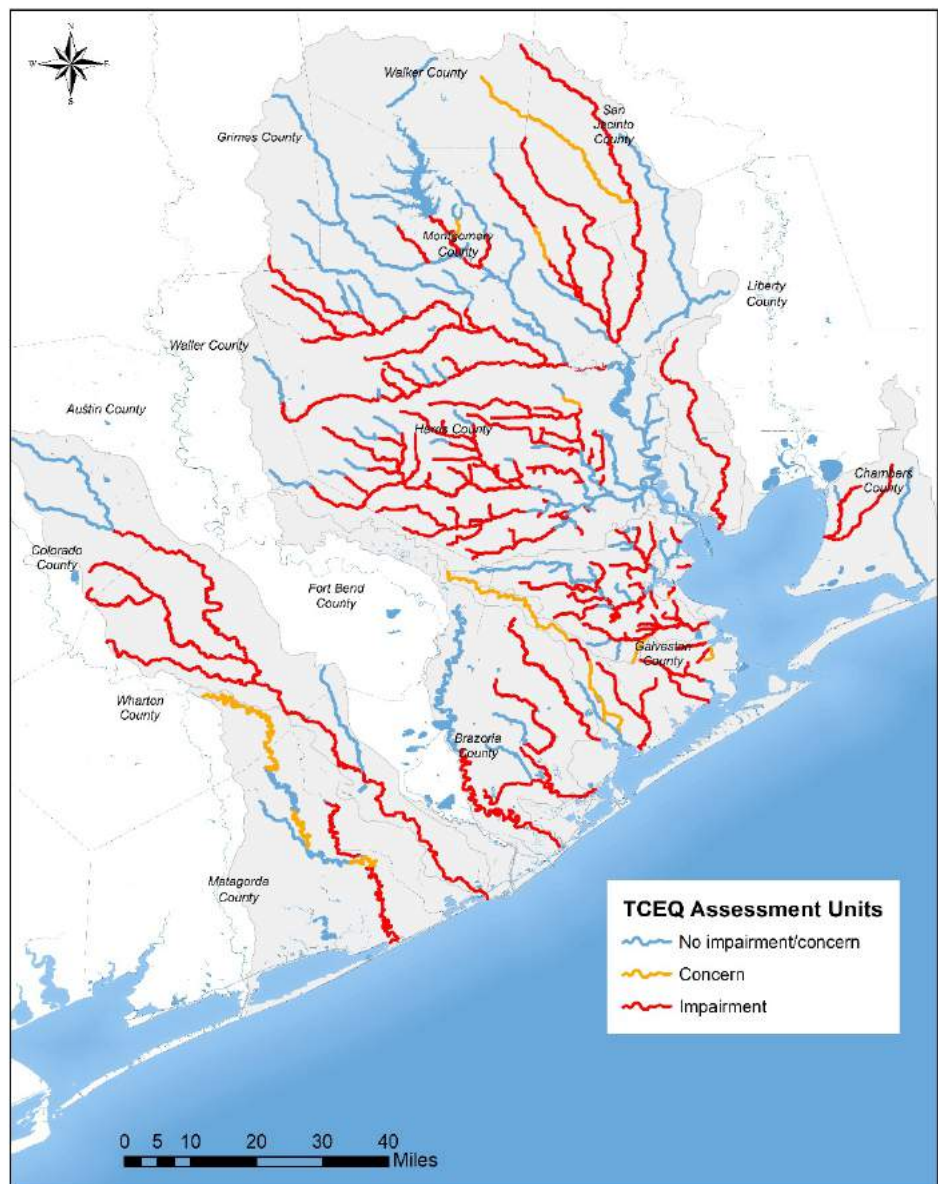 N
W
E
S
Walker County
San
Jacinto
County
Grimes County
Montgomery
County
Liberty
County
Waller County
Austin County
Harris County
Chambers
County
Colorado
County
Fort Bend
County
Galveston
County
Wharton
County
Brazoria
County
Matagorda
County
TCEQ Assessment Units
No impairment/concern
Concern
Impairment
0 5 10 20 30 40
Miles